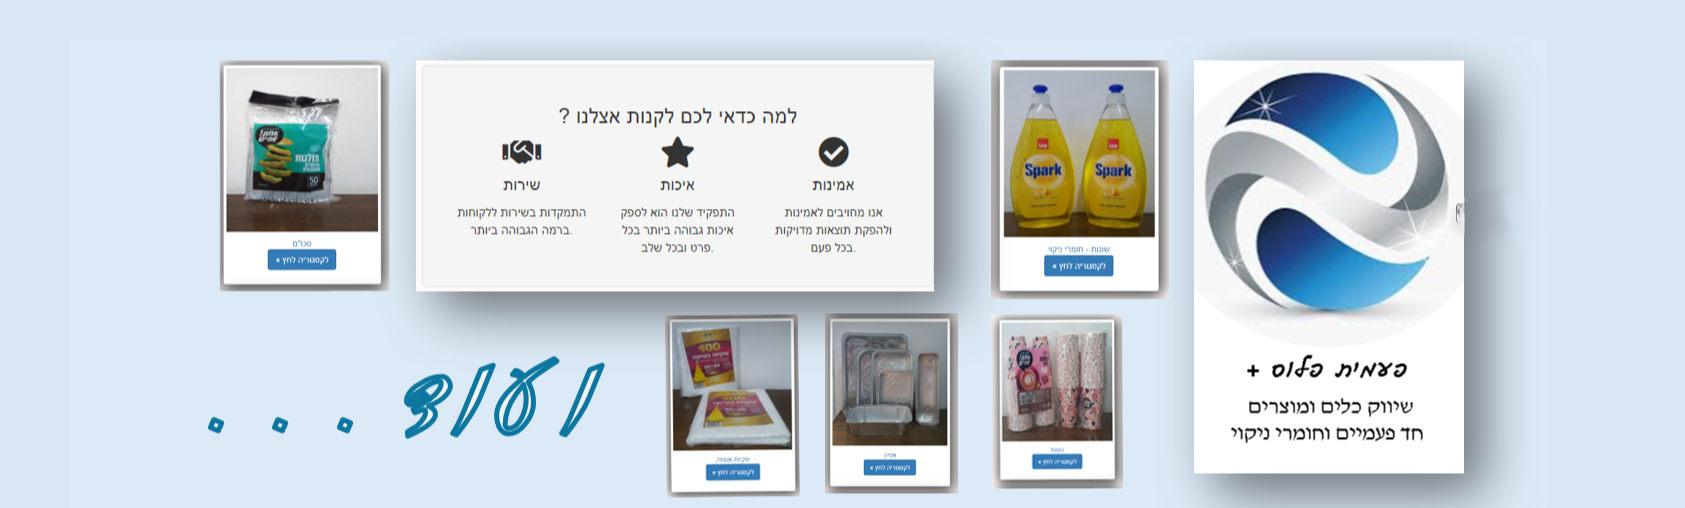 פעמית פלוס +
שיווק כלים ומוצרים
חד פעמיים וחומרי ניקוי
Spark
Spark
שונות - חומרי ניקוי
לקטגוריה לחץ »
למה כדאי לכם לקנות אצלנו ?
אמינות
אנו מחויבים לאמינות
ולהפקת תוצאות מדויקות
בכל פעם.
איכות
התפקיד שלנו הוא לספק
איכות גבוהה ביותר בכל
פרט ובכל שלב.
שירות
התמקדות בשירות ללקוחות
ברמה הגבוהה ביותר.
מזלגות
50
סכו"ם
לקטגוריה לחץ »
כוסות
לקטגוריה לחץ »
לקטגוריה לחץ »
100
שקיות אשפה
לקטגוריה לחץ »
ועוד . . .